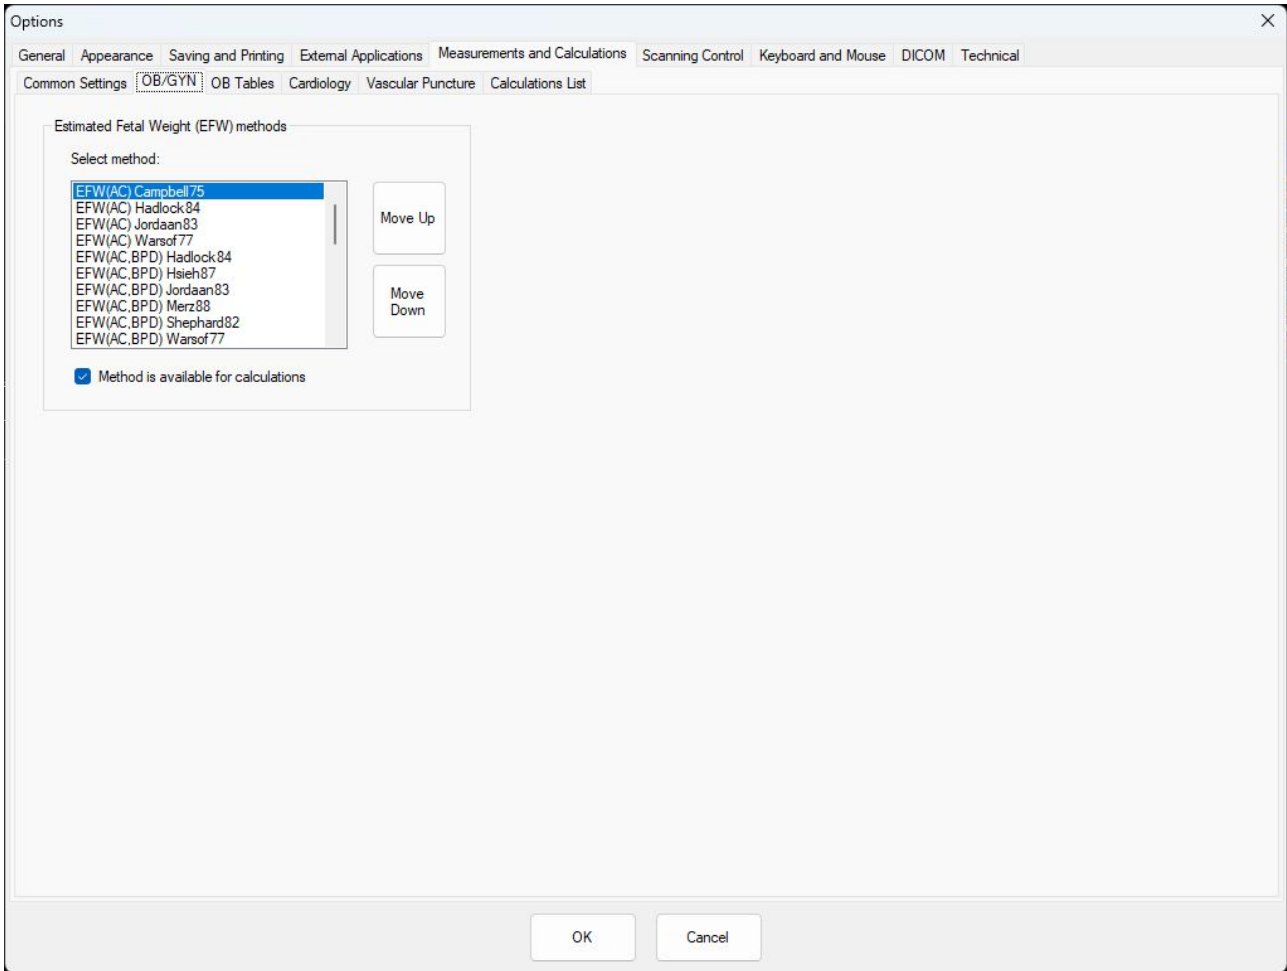 Options
General Appearance Saving and Printing External Applications Measurements and Calculations Scanning Control Keyboard and Mouse DICOM Technical
Common Settings OB/GYN OB Tables Cardiology Vascular Puncture Calculations List
Estimated Fetal Weight (EFW) methods
Select method:
EFW(AC) Campbell75
EFW(AC) Hadlock84
EFW(AC) Jordaan83
EFW(AC) Warsof77
EFW(AC,BPD) Hadlock84
EFW(AC,BPD) Hsieh87
EFW(AC,BPD) Jordaan83
EFW(AC,BPD) Merz88
EFW(AC,BPD) Shephard82
EFW(AC,BPD) Warsof77
Move Up
Move
Down
Method is available for calculations
OK Cancel